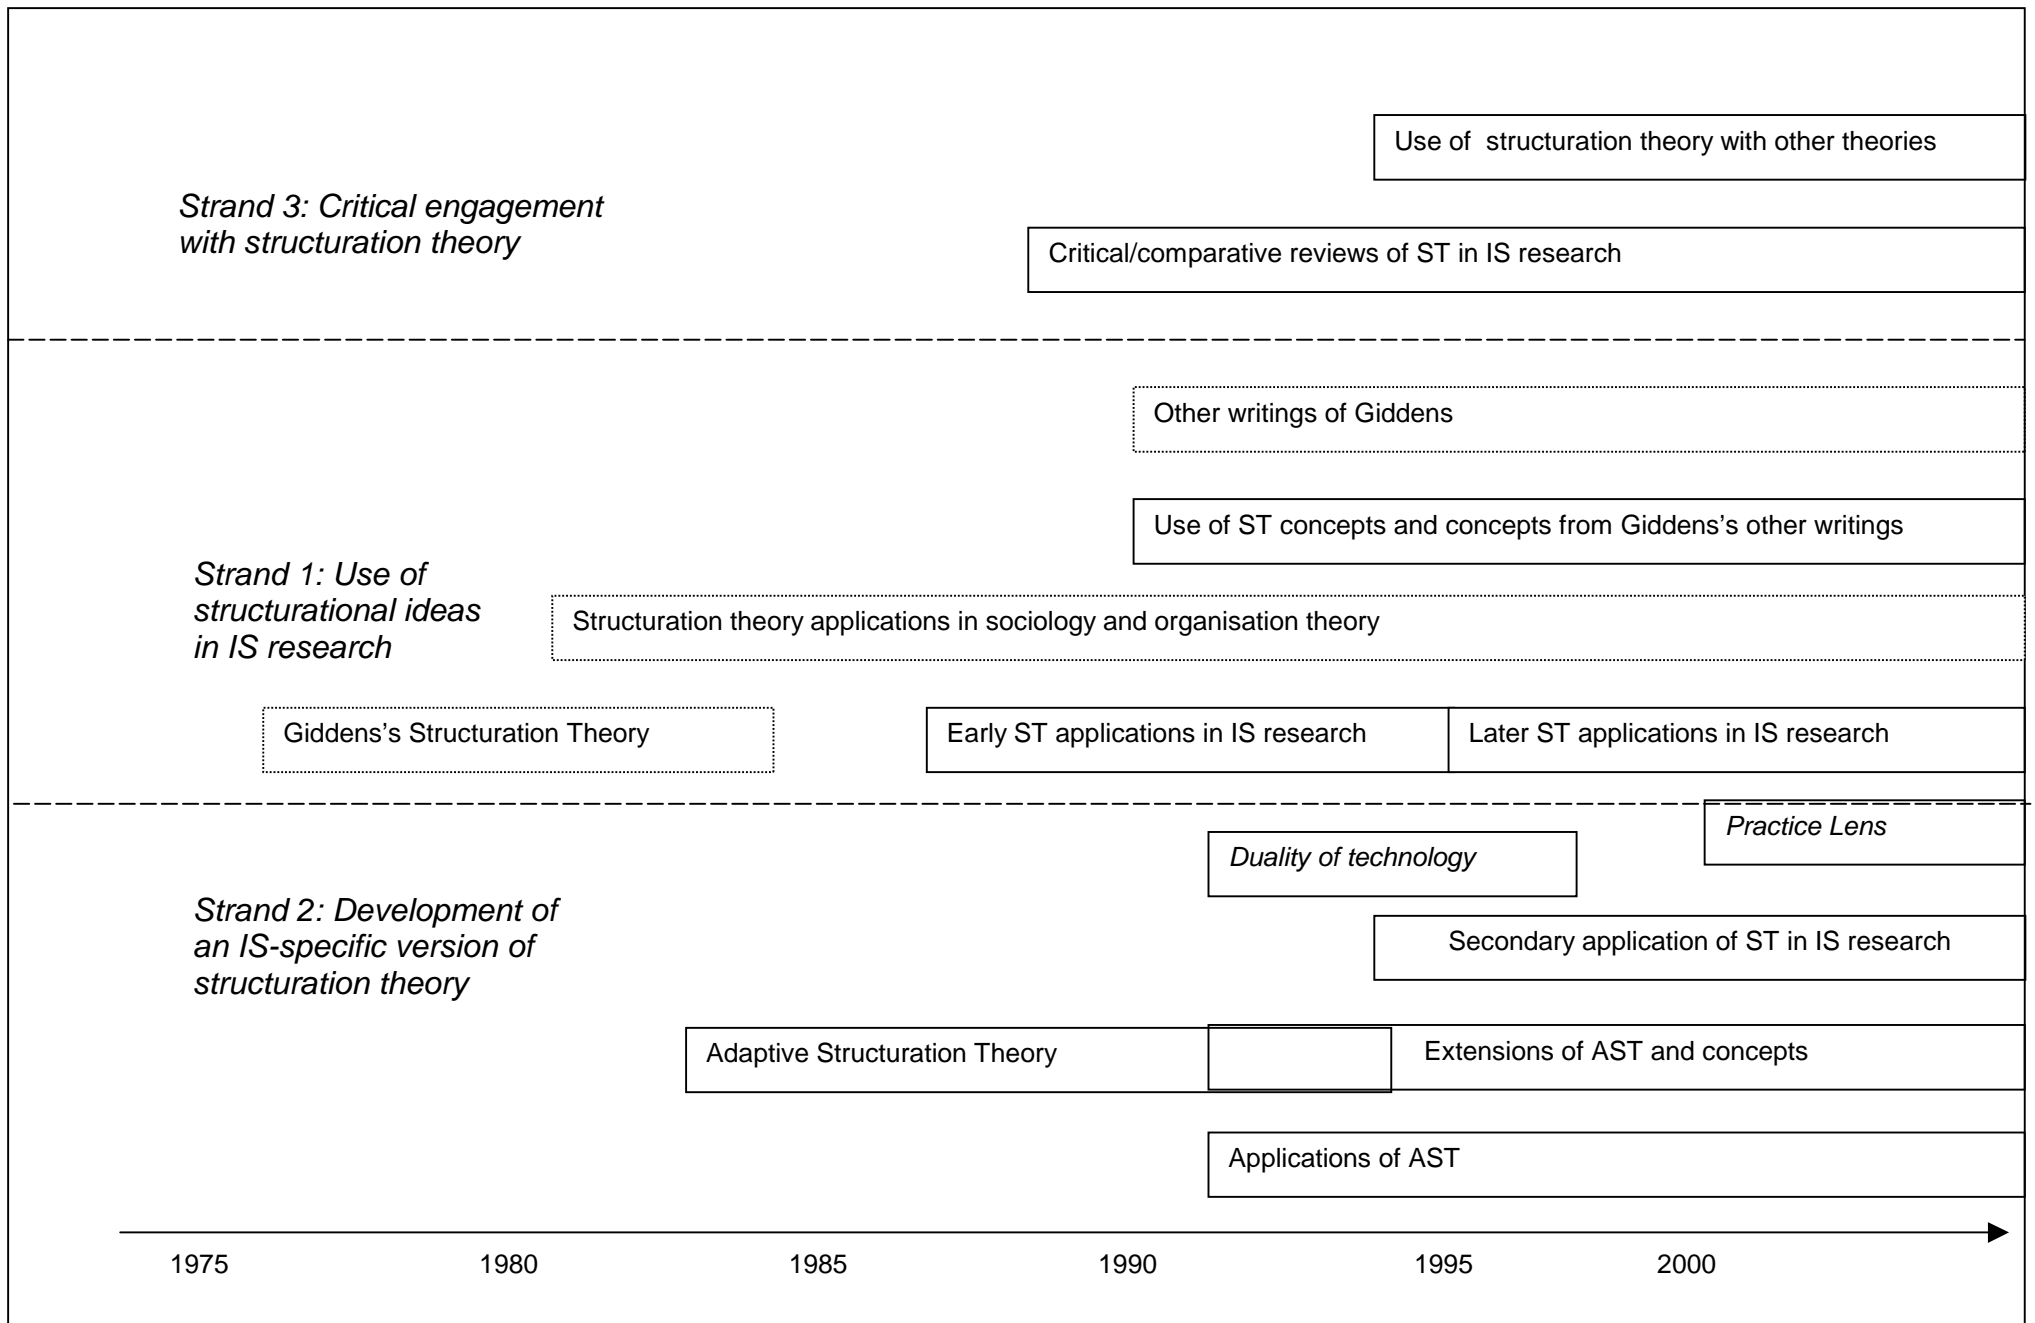 Use of  structuration theory with other theories
Strand 3: Critical engagement
with structuration theory
Critical/comparative reviews of ST in IS research
Other writings of Giddens
Use of ST concepts and concepts from Giddens's other writings
Strand 1: Use of
structurational ideas
in IS research
Structuration theory applications in sociology and organisation theory
Giddens's Structuration Theory
Early ST applications in IS research
Later ST applications in IS research
Practice Lens
Duality of technology
Strand 2: Development of
an IS-specific version of
structuration theory
Secondary application of ST in IS research
Adaptive Structuration Theory
Extensions of AST and concepts
Applications of AST
1975 1980 1985 1990 1995 2000